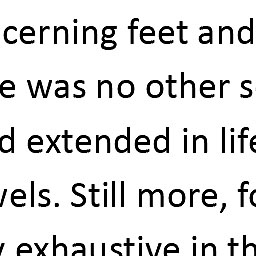 cerning feet and
e was no other s
d extended in life
vels. Still more, fo
y exhaustive in th